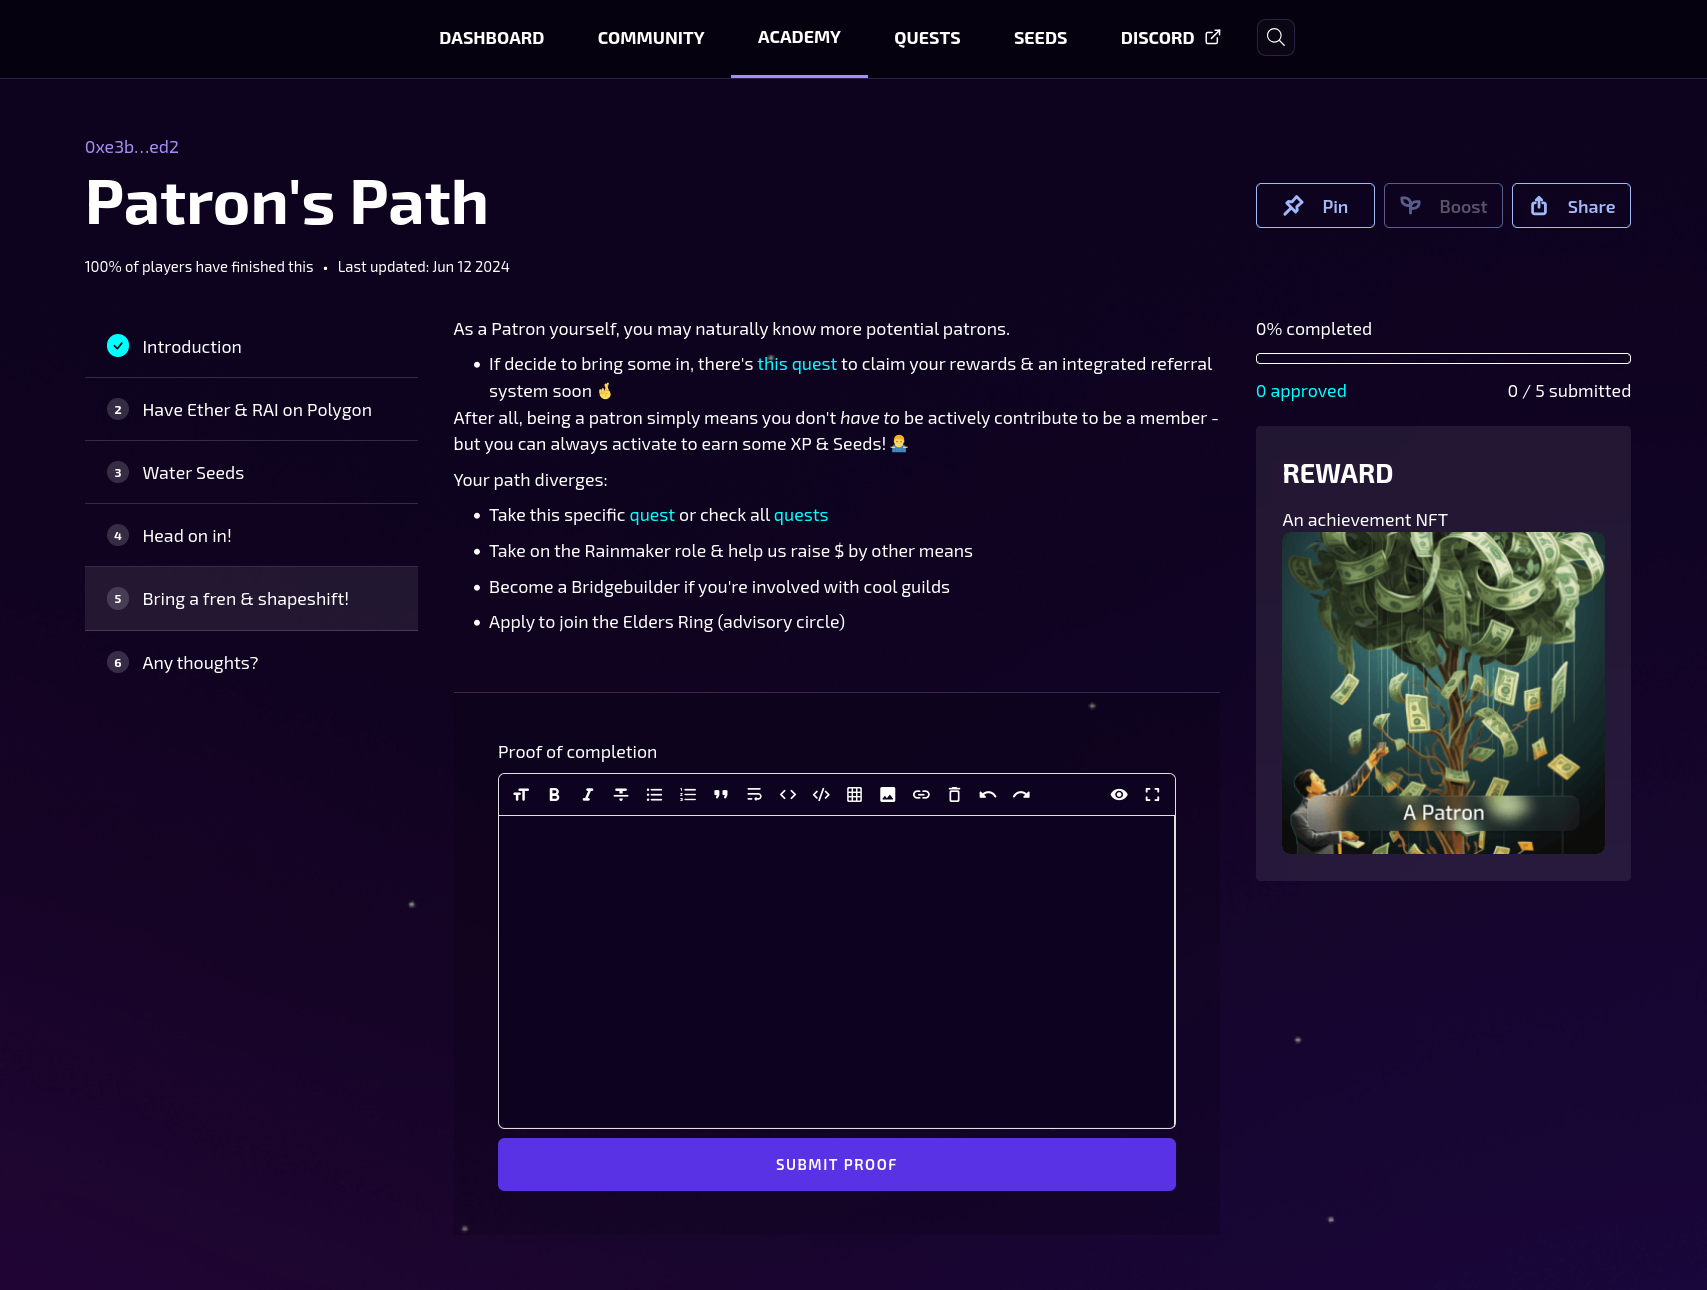 DASHBOARD COMMUNITY ACADEMY QUESTS SEEDS DISCORD
0xe3b...ed2
Patron's Path
Pin Boost Share
100% of players have finished this • Last updated: Jun 12 2024
Introduction
2 Have Ether & RAI on Polygon
3 Water Seeds
4 Head on in!
5 Bring a fren & shapeshift!
6 Any thoughts?
As a Patron yourself, you may naturally know more potential patrons.
• If decide to bring some in, there's this quest to claim your rewards & an integrated referral
system soon 🤞
After all, being a patron simply means you don't have to be actively contribute to be a member -
but you can always activate to earn some XP & Seeds! 💁‍♂️
Your path diverges:
• Take this specific quest or check all quests
• Take on the Rainmaker role & help us raise $ by other means
• Become a Bridgebuilder if you're involved with cool guilds
• Apply to join the Elders Ring (advisory circle)
Proof of completion
SUBMIT PROOF
0% completed
0 approved 0 / 5 submitted
REWARD
An achievement NFT
A Patron